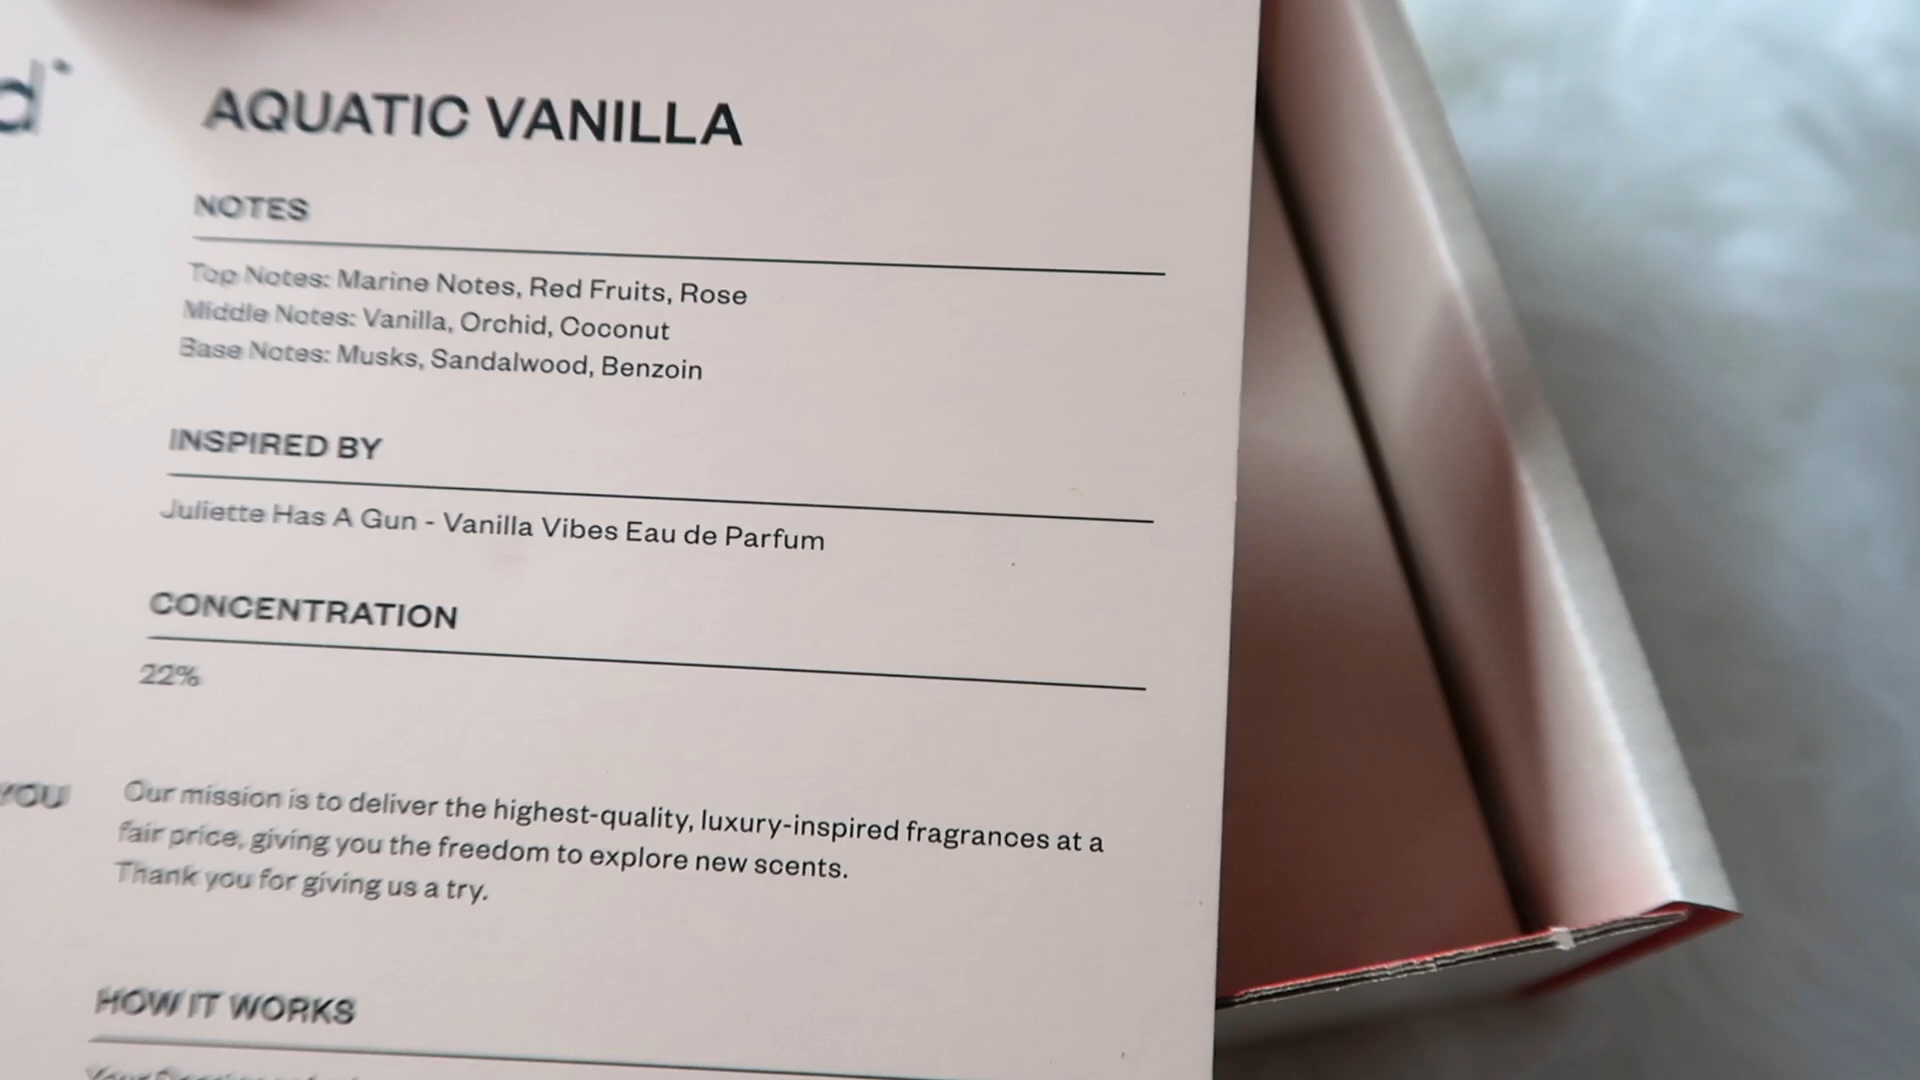 AQUATIC VANILLA
NOTES
Top Notes: Marine Notes, Red Fruits, Rose
Middle Notes: Vanilla, Orchid, Coconut
Base Notes: Musks, Sandalwood, Benzoin
INSPIRED BY
Juliette Has A Gun - Vanilla Vibes Eau de Parfum
CONCENTRATION
22%
YOU
Our mission is to deliver the highest-quality, luxury-inspired fragrances at a
fair price, giving you the freedom to explore new scents.
Thank you for giving us a try.
HOW IT WORKS